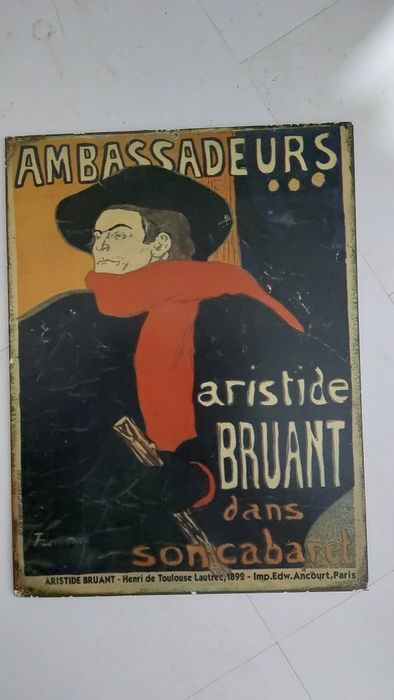 AMBASSADEURS
...
aristide
BRUANT
dans
son cabaret
ARISTIDE BRUANT - Henri de Toulouse Lautrec, 1892 - Imp. Edw. Ancourt, Paris